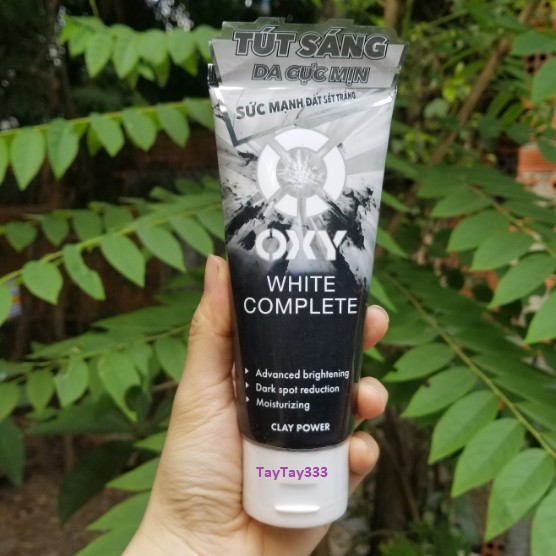 TÚT SÁNG
DA CỰC MỊN
SỨC MẠNH ĐẤT SÉT TRẮNG
OXY
WHITE
COMPLETE
Advanced brightening
Dark spot reduction
Moisturizing
CLAY POWER
TayTay333